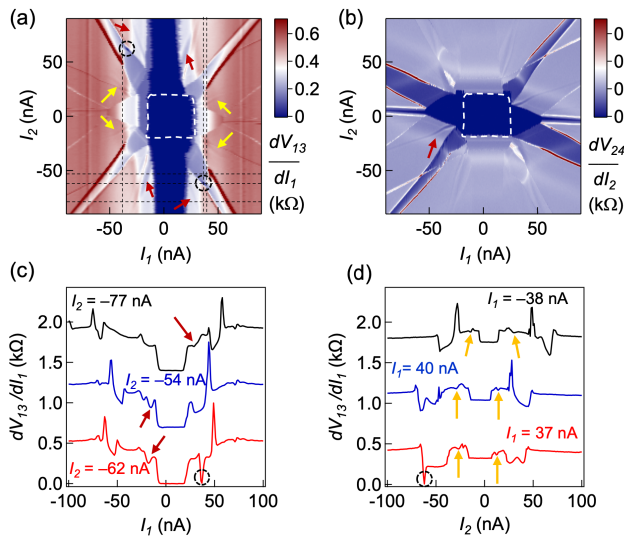 (a)
I₂ (nA)
50
0
-50
-50
0
50
I₁ (nA)
0.6
0.4
0.2
0
dV₁₃
dI₁
(kΩ)
(b)
I₂ (nA)
50
0
-50
-50
0
50
I₁ (nA)
0.
0.
0.
0
dV₂₄
dI₂
(kΩ)
(c)
dV₁₃/dI₁ (kΩ)
2.0
1.5
1.0
0.5
0.0
I₂ = –77 nA
I₂ = –54 nA
I₂ = –62 nA
-100
-50
0
50
100
I₁ (nA)
(d)
dV₁₃/dI₁ (kΩ)
2.0
1.5
1.0
0.5
0.0
I₁ = –38 nA
I₁= 40 nA
I₁ = 37 nA
-100
-50
0
50
100
I₂ (nA)